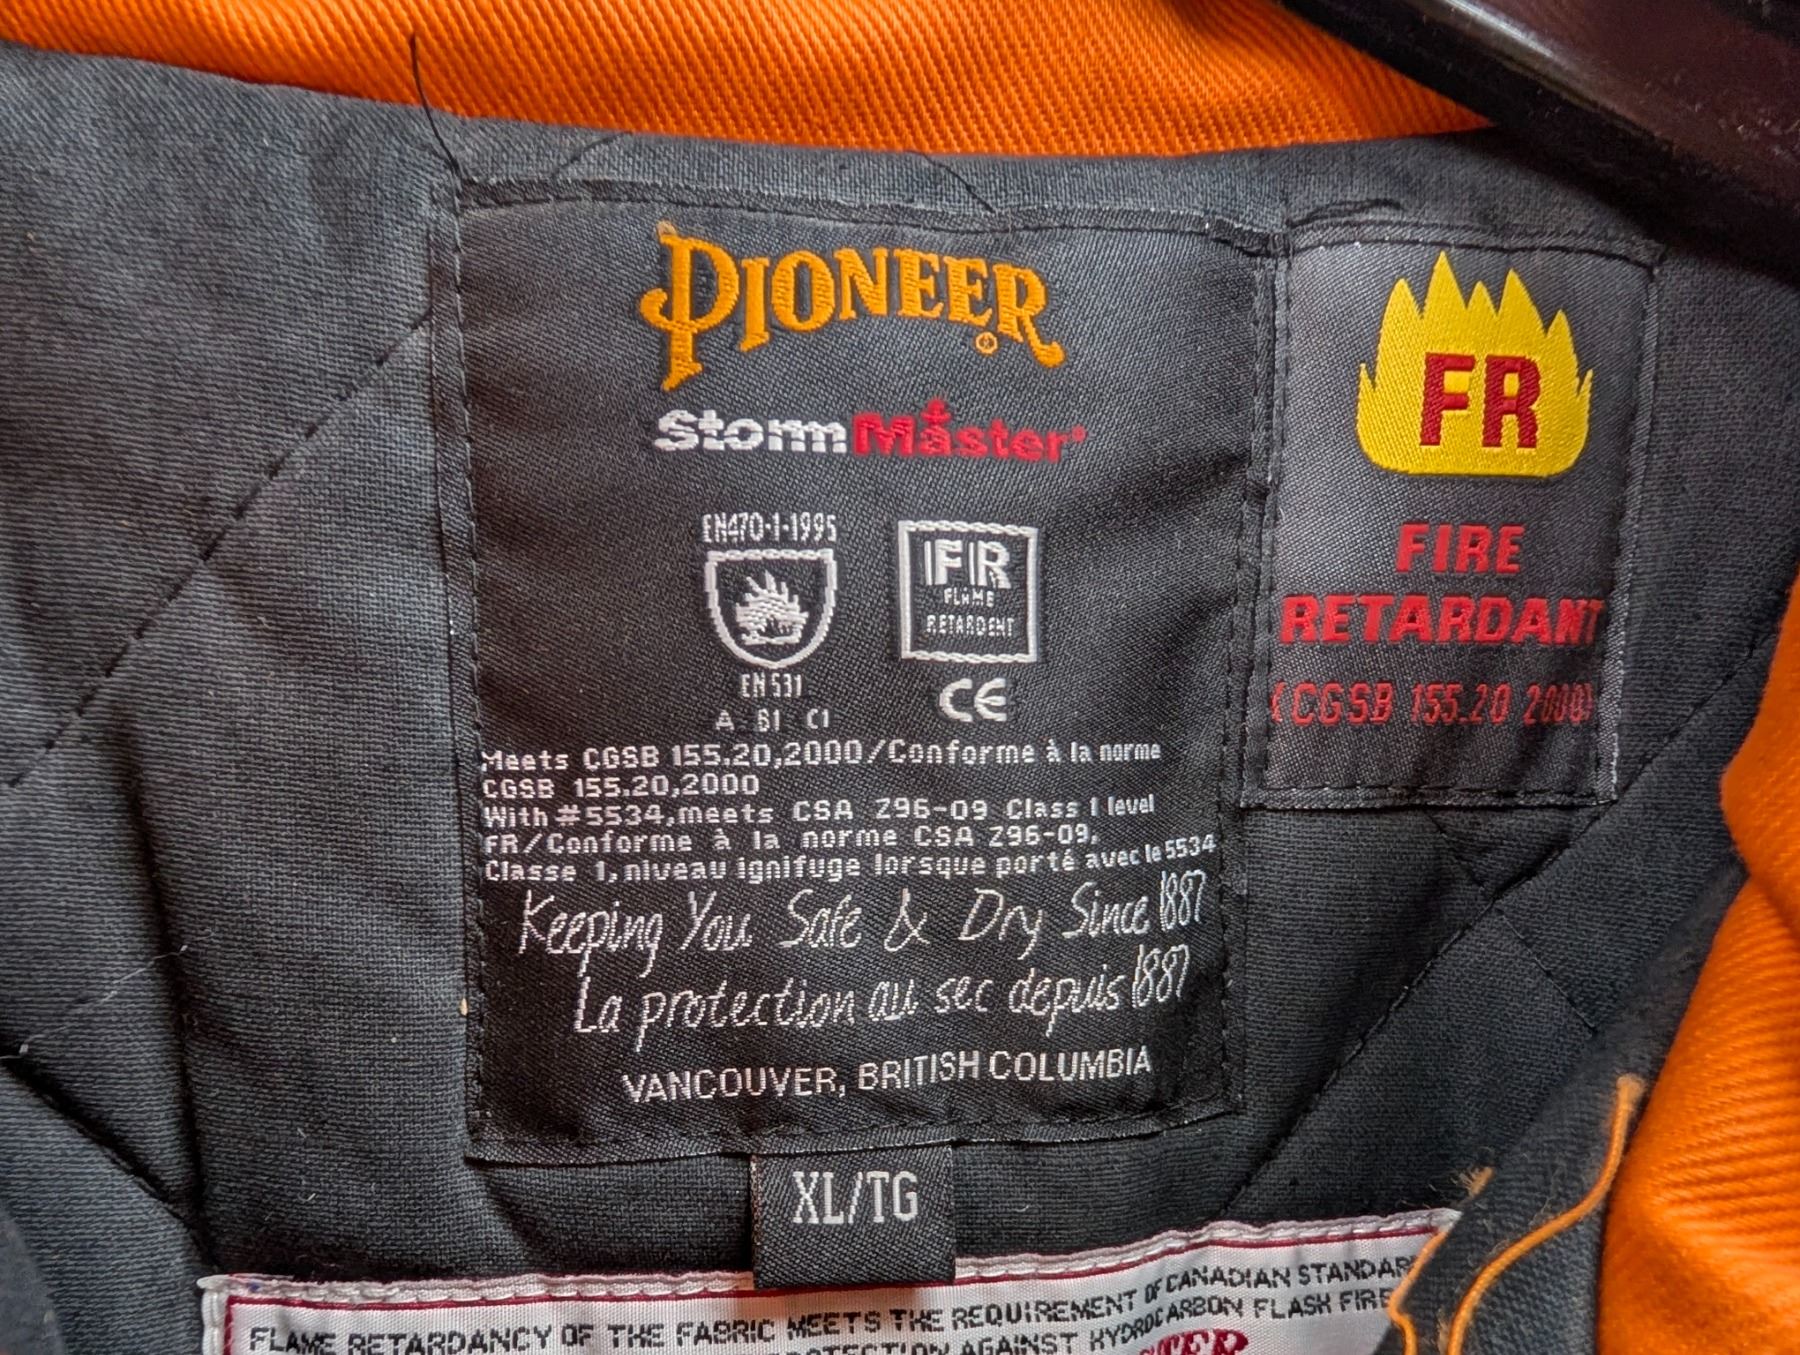 PIONEER
StormMaster
EN470-1-1995
FR
FLAME
RETARDENT
EN 531
A B1 C1
CE
Meets CGSB 155.20,2000/Conforme à la norme
CGSB 155.20,2000
With #5534,meets CSA Z96-09 Class 1 level
FR/Conforme à la norme CSA Z96-09,
Classe 1,niveau ignifuge lorsque porté avec le 5534
Keeping You Safe & Dry Since 1887
La protection au sec depuis 1887
VANCOUVER, BRITISH COLUMBIA
XL/TG
FR
FIRE
RETARDANT
(CGSB 155.20 2000)
FLAME RETARDANCY OF THE FABRIC MEETS THE REQUIREMENT OF CANADIAN STANDAR
PROTECTION AGAINST HYDROCARBON FLASH FIRE